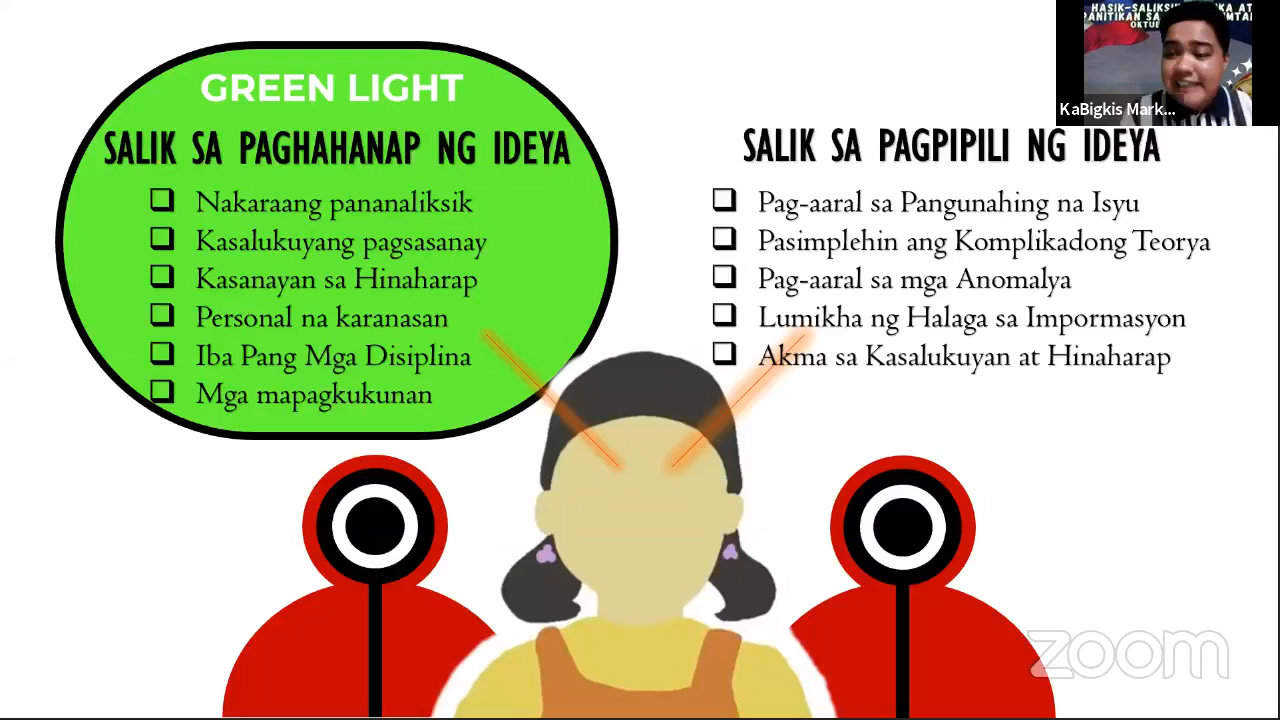 GREEN LIGHT
SALIK SA PAGHAHANAP NG IDEYA
Nakaraang pananaliksik
Kasalukuyang pagsasanay
Kasanayan sa Hinaharap
Personal na karanasan
Iba Pang Mga Disiplina
Mga mapagkukunan
SALIK SA PAGPIPILI NG IDEYA
Pag-aaral sa Pangunahing na Isyu
Pasimplehin ang Komplikadong Teorya
Pag-aaral sa mga Anomalya
Lumikha ng Halaga sa Impormasyon
Akma sa Kasalukuyan at Hinaharap
KaBigkis Mark...
zoom